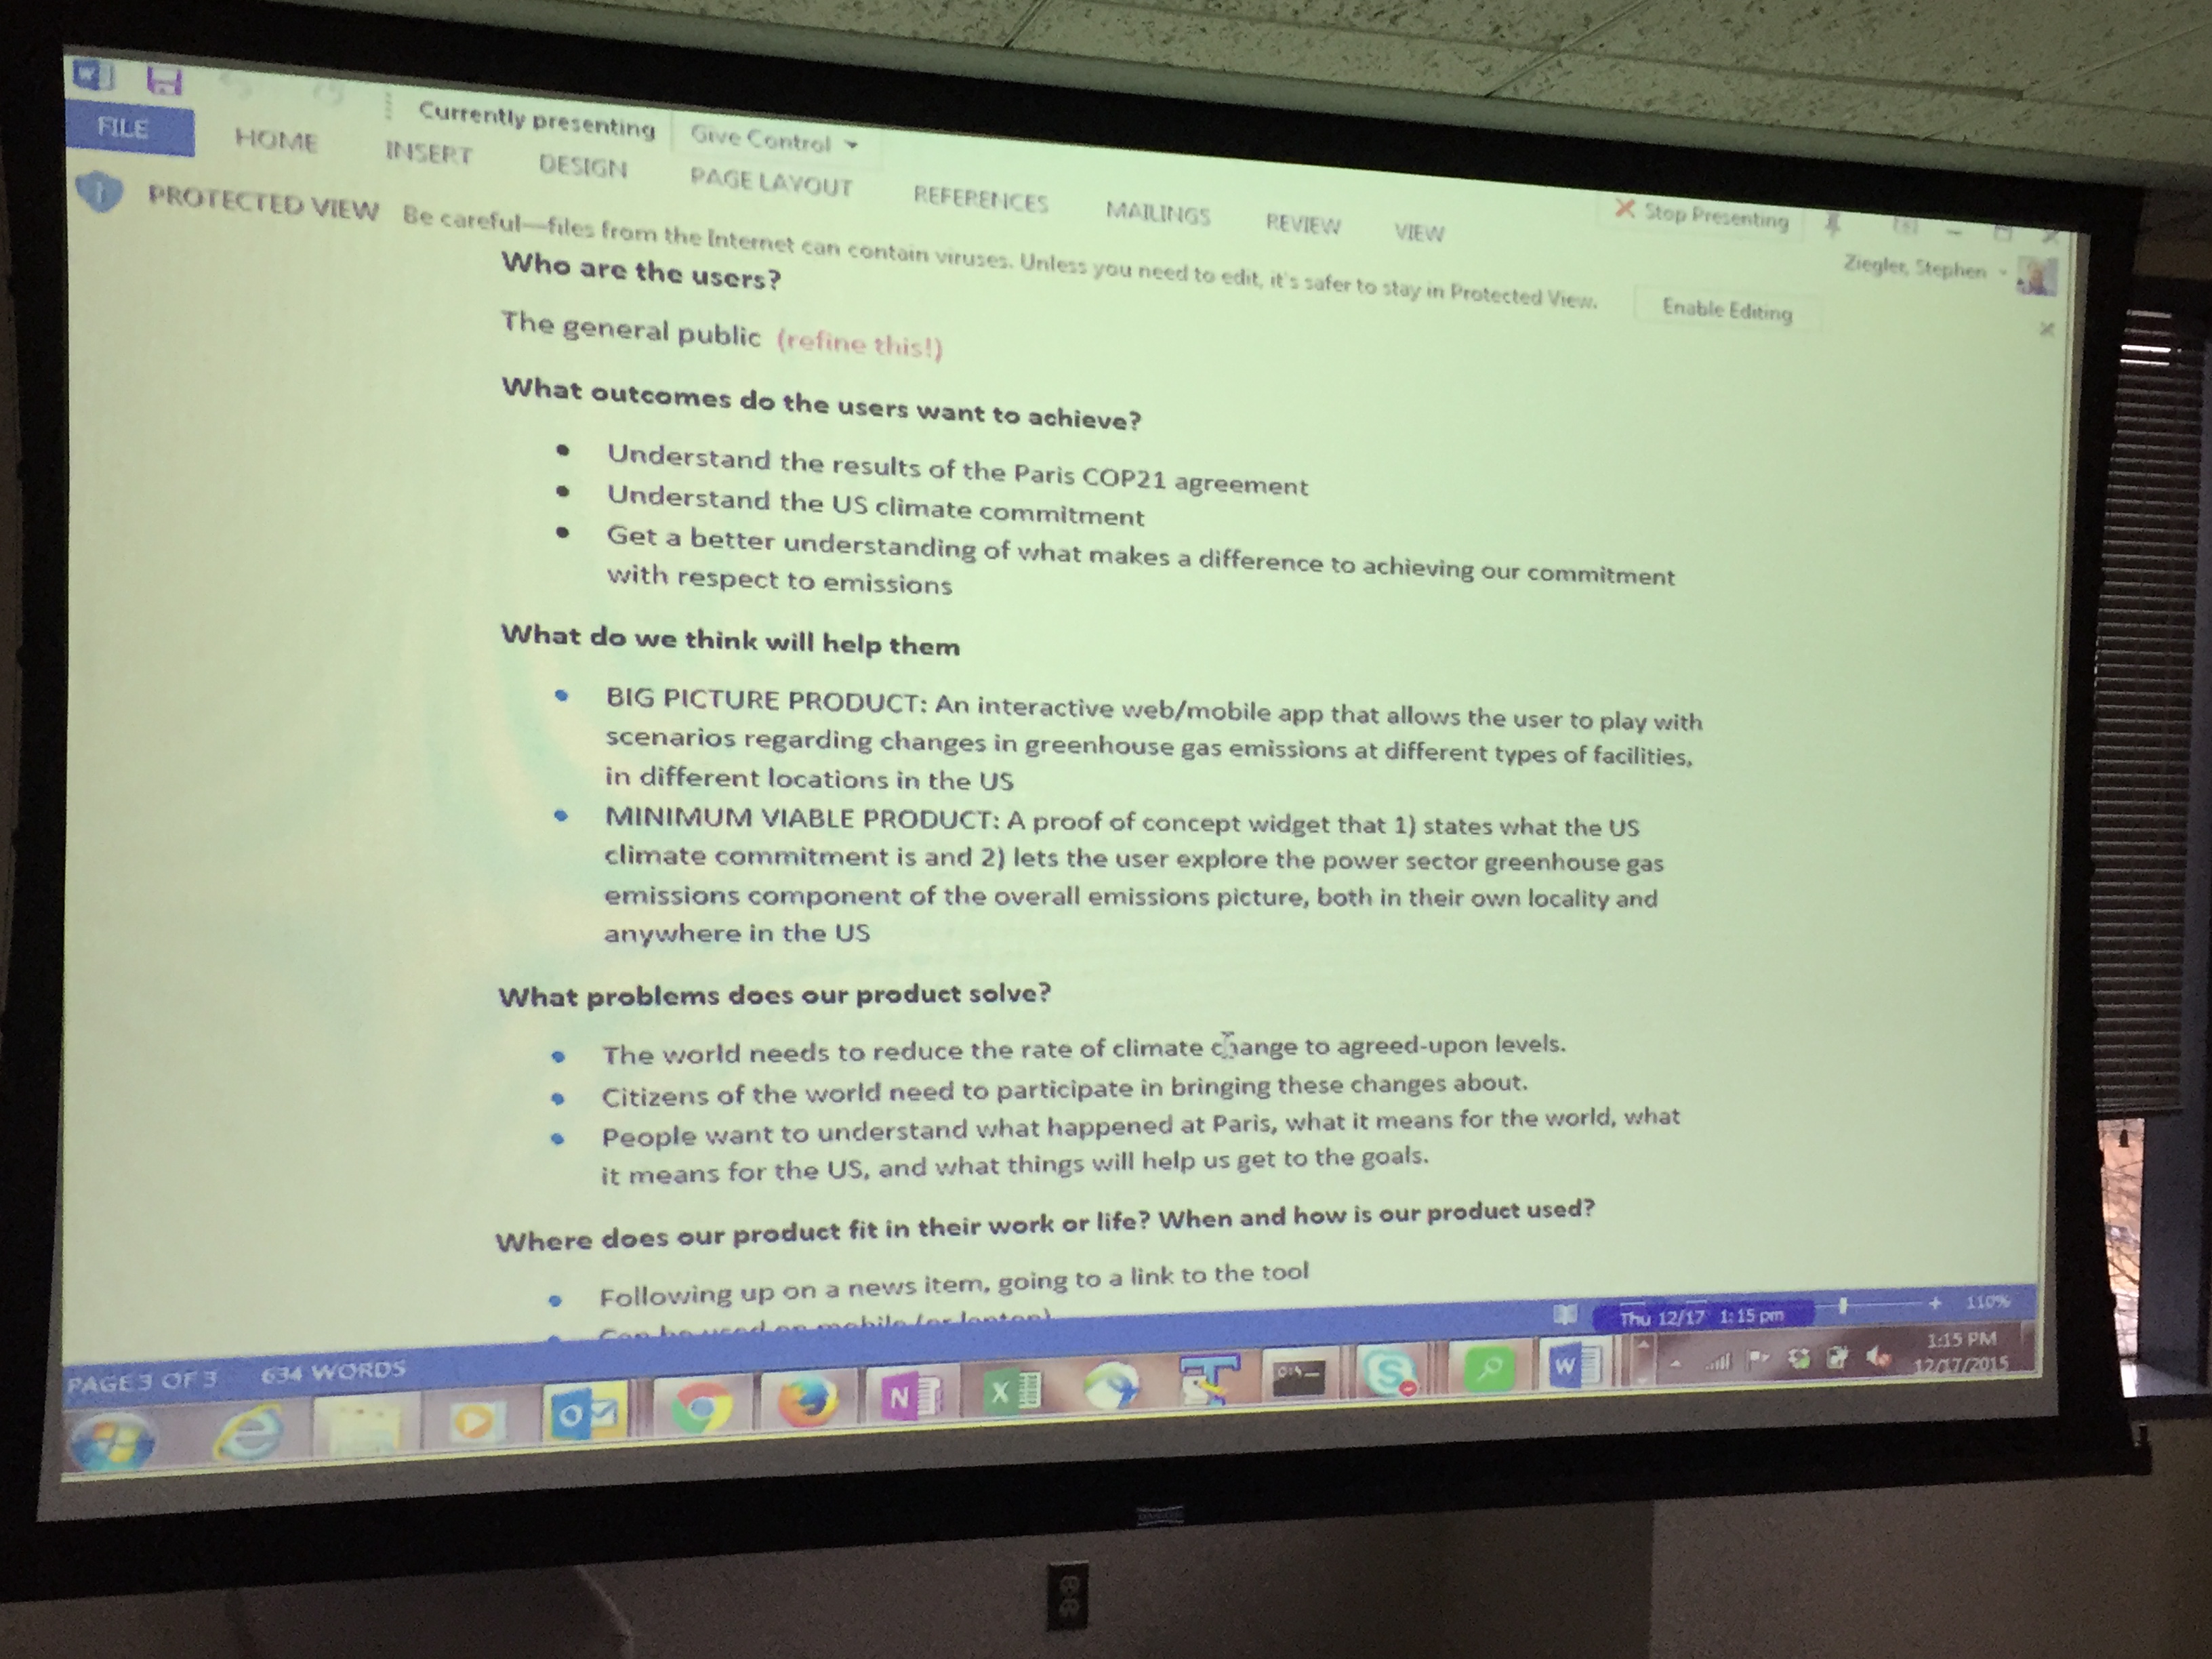 Currently presenting Give Control
Stop Presenting
FILE HOME INSERT DESIGN PAGE LAYOUT REFERENCES MAILINGS REVIEW VIEW
Ziegler, Stephen
PROTECTED VIEW Be careful—files from the Internet can contain viruses. Unless you need to edit, it's safer to stay in Protected View. Enable Editing
Who are the users?
The general public (refine this!)
What outcomes do the users want to achieve?
• Understand the results of the Paris COP21 agreement
• Understand the US climate commitment
• Get a better understanding of what makes a difference to achieving our commitment
with respect to emissions
What do we think will help them
• BIG PICTURE PRODUCT: An interactive web/mobile app that allows the user to play with
scenarios regarding changes in greenhouse gas emissions at different types of facilities,
in different locations in the US
• MINIMUM VIABLE PRODUCT: A proof of concept widget that 1) states what the US
climate commitment is and 2) lets the user explore the power sector greenhouse gas
emissions component of the overall emissions picture, both in their own locality and
anywhere in the US
What problems does our product solve?
• The world needs to reduce the rate of climate change to agreed-upon levels.
• Citizens of the world need to participate in bringing these changes about.
• People want to understand what happened at Paris, what it means for the world, what
it means for the US, and what things will help us get to the goals.
Where does our product fit in their work or life? When and how is our product used?
• Following up on a news item, going to a link to the tool
• Can be used on mobile (or laptop)
PAGE 3 OF 3 634 WORDS
Thu 12/17 1:15 pm
110%
1:15 PM
12/17/2015